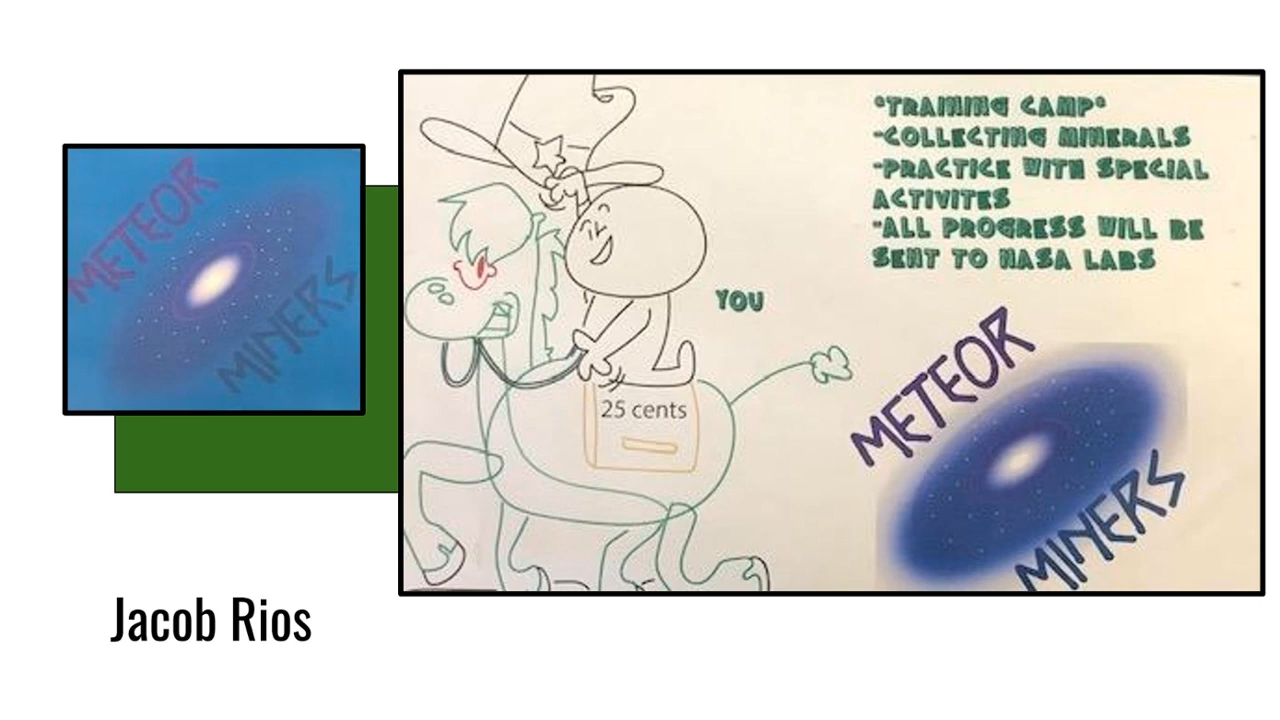 METEOR
MINERS
*TRAINING CAMP*
-COLLECTING MINERALS
-PRACTICE WITH SPECIAL
ACTIVITES
-ALL PROGRESS WILL BE
SENT TO NASA LABS
YOU
25 cents
METEOR
MINERS
Jacob Rios